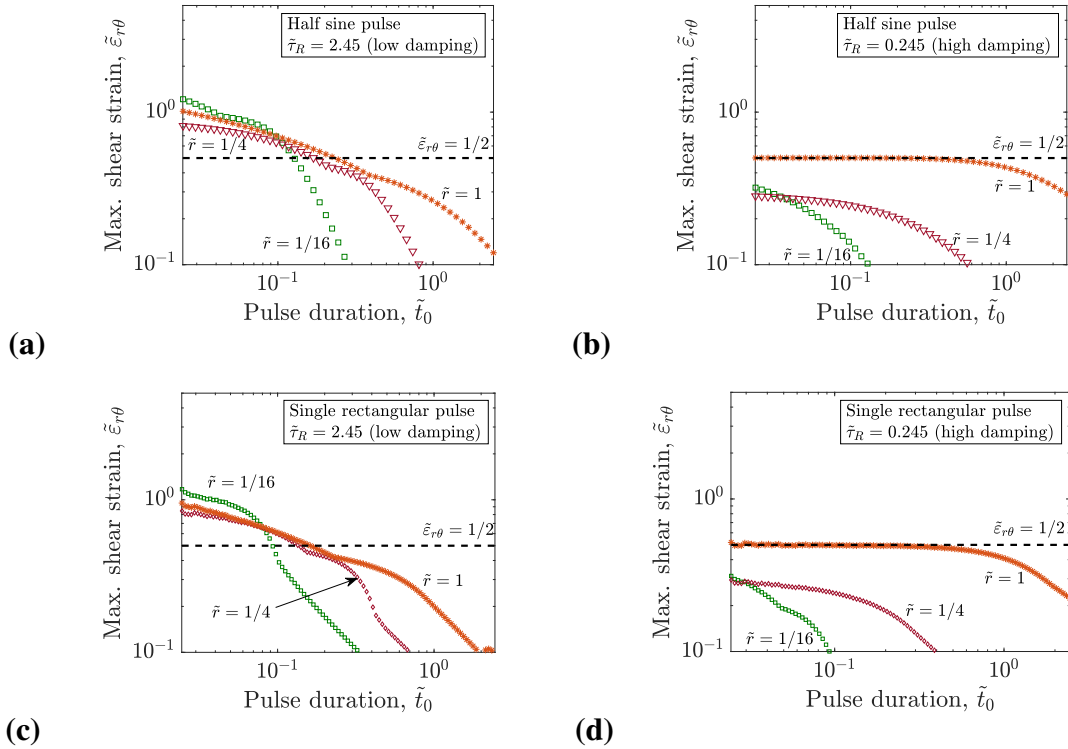 Half sine pulse
τ̃_R = 2.45 (low damping)
Max. shear strain, ε̃_rθ
10^0
10^-1
r̃ = 1/4
ε̃_rθ = 1/2
r̃ = 1
r̃ = 1/16
10^-1
10^0
Pulse duration, t̃_0
(a)
Half sine pulse
τ̃_R = 0.245 (high damping)
Max. shear strain, ε̃_rθ
10^0
10^-1
ε̃_rθ = 1/2
r̃ = 1
r̃ = 1/4
r̃ = 1/16
10^-1
10^0
Pulse duration, t̃_0
(b)
Single rectangular pulse
τ̃_R = 2.45 (low damping)
Max. shear strain, ε̃_rθ
10^0
10^-1
r̃ = 1/16
ε̃_rθ = 1/2
r̃ = 1
r̃ = 1/4
10^-1
10^0
Pulse duration, t̃_0
(c)
Single rectangular pulse
τ̃_R = 0.245 (high damping)
Max. shear strain, ε̃_rθ
10^0
10^-1
ε̃_rθ = 1/2
r̃ = 1
r̃ = 1/4
r̃ = 1/16
10^-1
10^0
Pulse duration, t̃_0
(d)